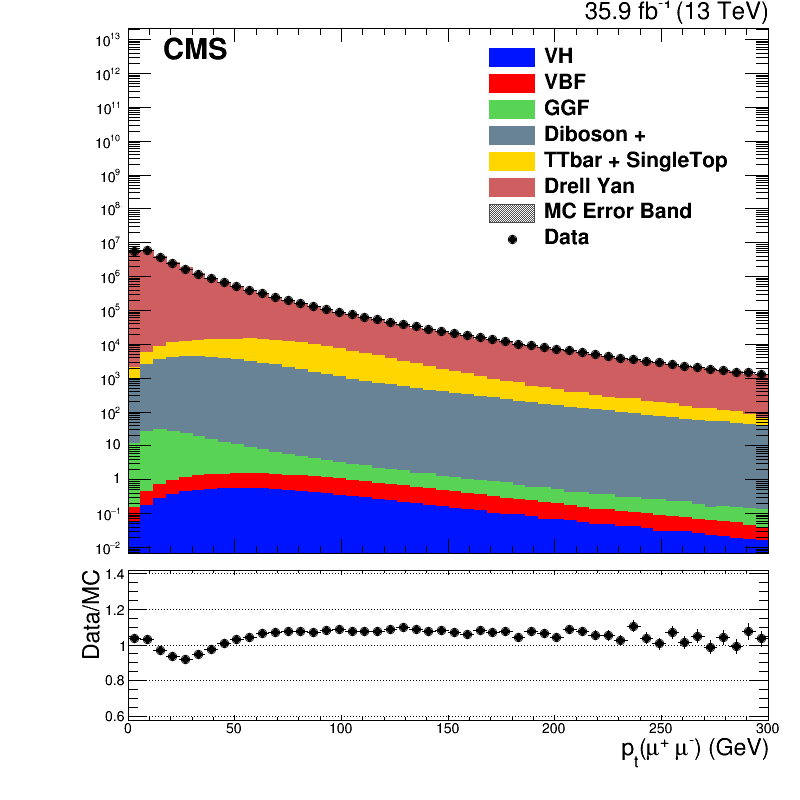 35.9 fb⁻¹ (13 TeV)
CMS
VH
VBF
GGF
Diboson +
TTbar + SingleTop
Drell Yan
MC Error Band
Data
10¹³
10¹²
10¹¹
10¹⁰
10⁹
10⁸
10⁷
10⁶
10⁵
10⁴
10³
10²
10
1
10⁻¹
10⁻²
Data/MC
1.4
1.2
1
0.8
0.6
0 50 100 150 200 250 300
pₜ(μ⁺ μ⁻) (GeV)